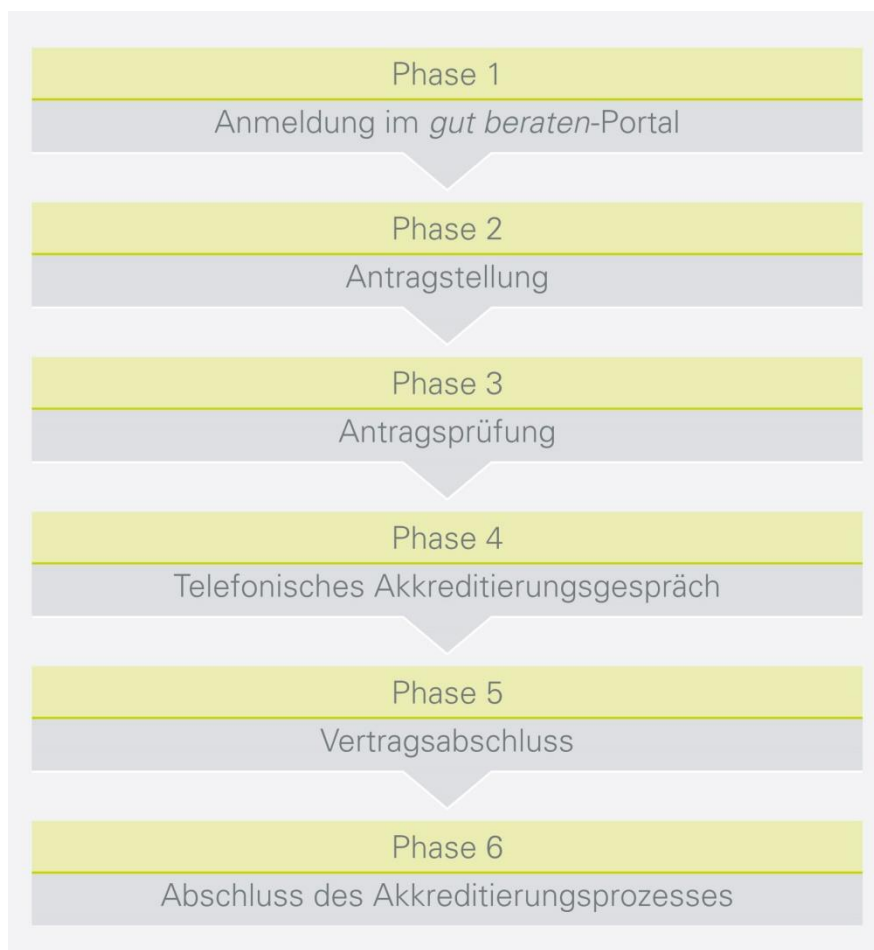 Phase 1
Anmeldung im gut beraten-Portal
Phase 2
Antragstellung
Phase 3
Antragsprüfung
Phase 4
Telefonisches Akkreditierungsgespräch
Phase 5
Vertragsabschluss
Phase 6
Abschluss des Akkreditierungsprozesses